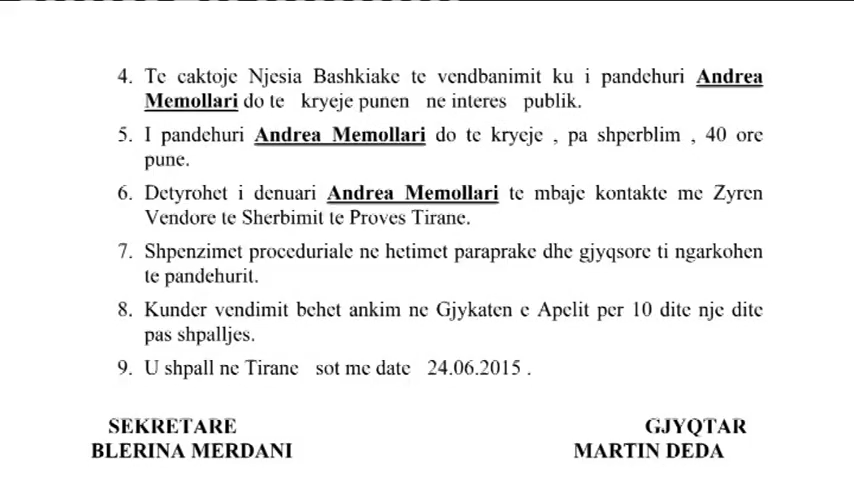 4. Te caktoje Njesia Bashkiake te vendbanimit ku i pandehuri Andrea
Memollari do te kryeje punen ne interes publik.
5. I pandehuri Andrea Memollari do te kryeje , pa shperblim , 40 ore
pune.
6. Detyrohet i denuari Andrea Memollari te mbaje kontakte me Zyren
Vendore te Sherbimit te Proves Tirane.
7. Shpenzimet proceduriale ne hetimet paraprake dhe gjyqsore ti ngarkohen
te pandehurit.
8. Kunder vendimit behet ankim ne Gjykaten e Apelit per 10 dite nje dite
pas shpalljes.
9. U shpall ne Tirane sot me date 24.06.2015 .
SEKRETARE GJYQTAR
BLERINA MERDANI MARTIN DEDA